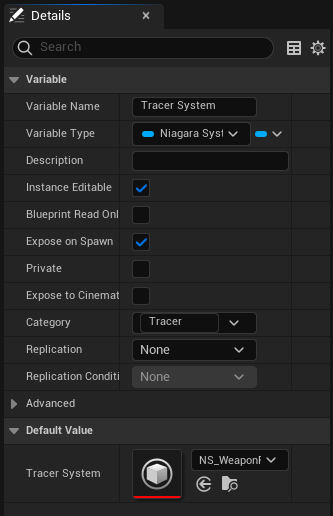 Details
Search
Variable
Variable Name
Tracer System
Variable Type
Niagara Syst
Description
Instance Editable
Blueprint Read Onl
Expose on Spawn
Private
Expose to Cinemat
Category
Tracer
Replication
None
Replication Conditi
None
Advanced
Default Value
Tracer System
NS_WeaponF